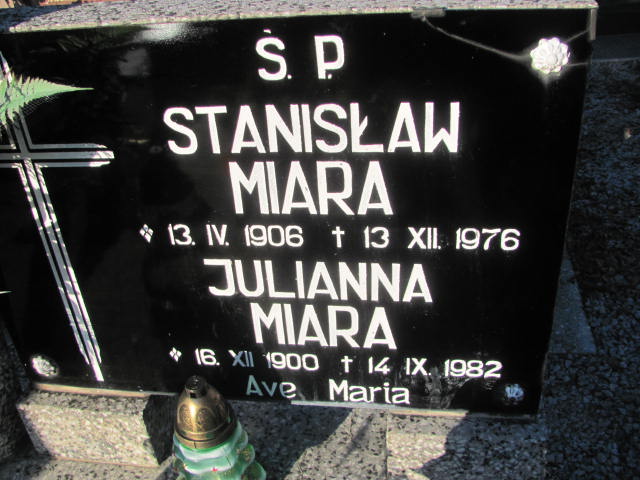 Ś. P.
STANISŁAW
MIARA
13. IV. 1906 † 13 XII. 1976
JULIANNA
MIARA
16. XII 1900 † 14 IX. 1982
Ave Maria